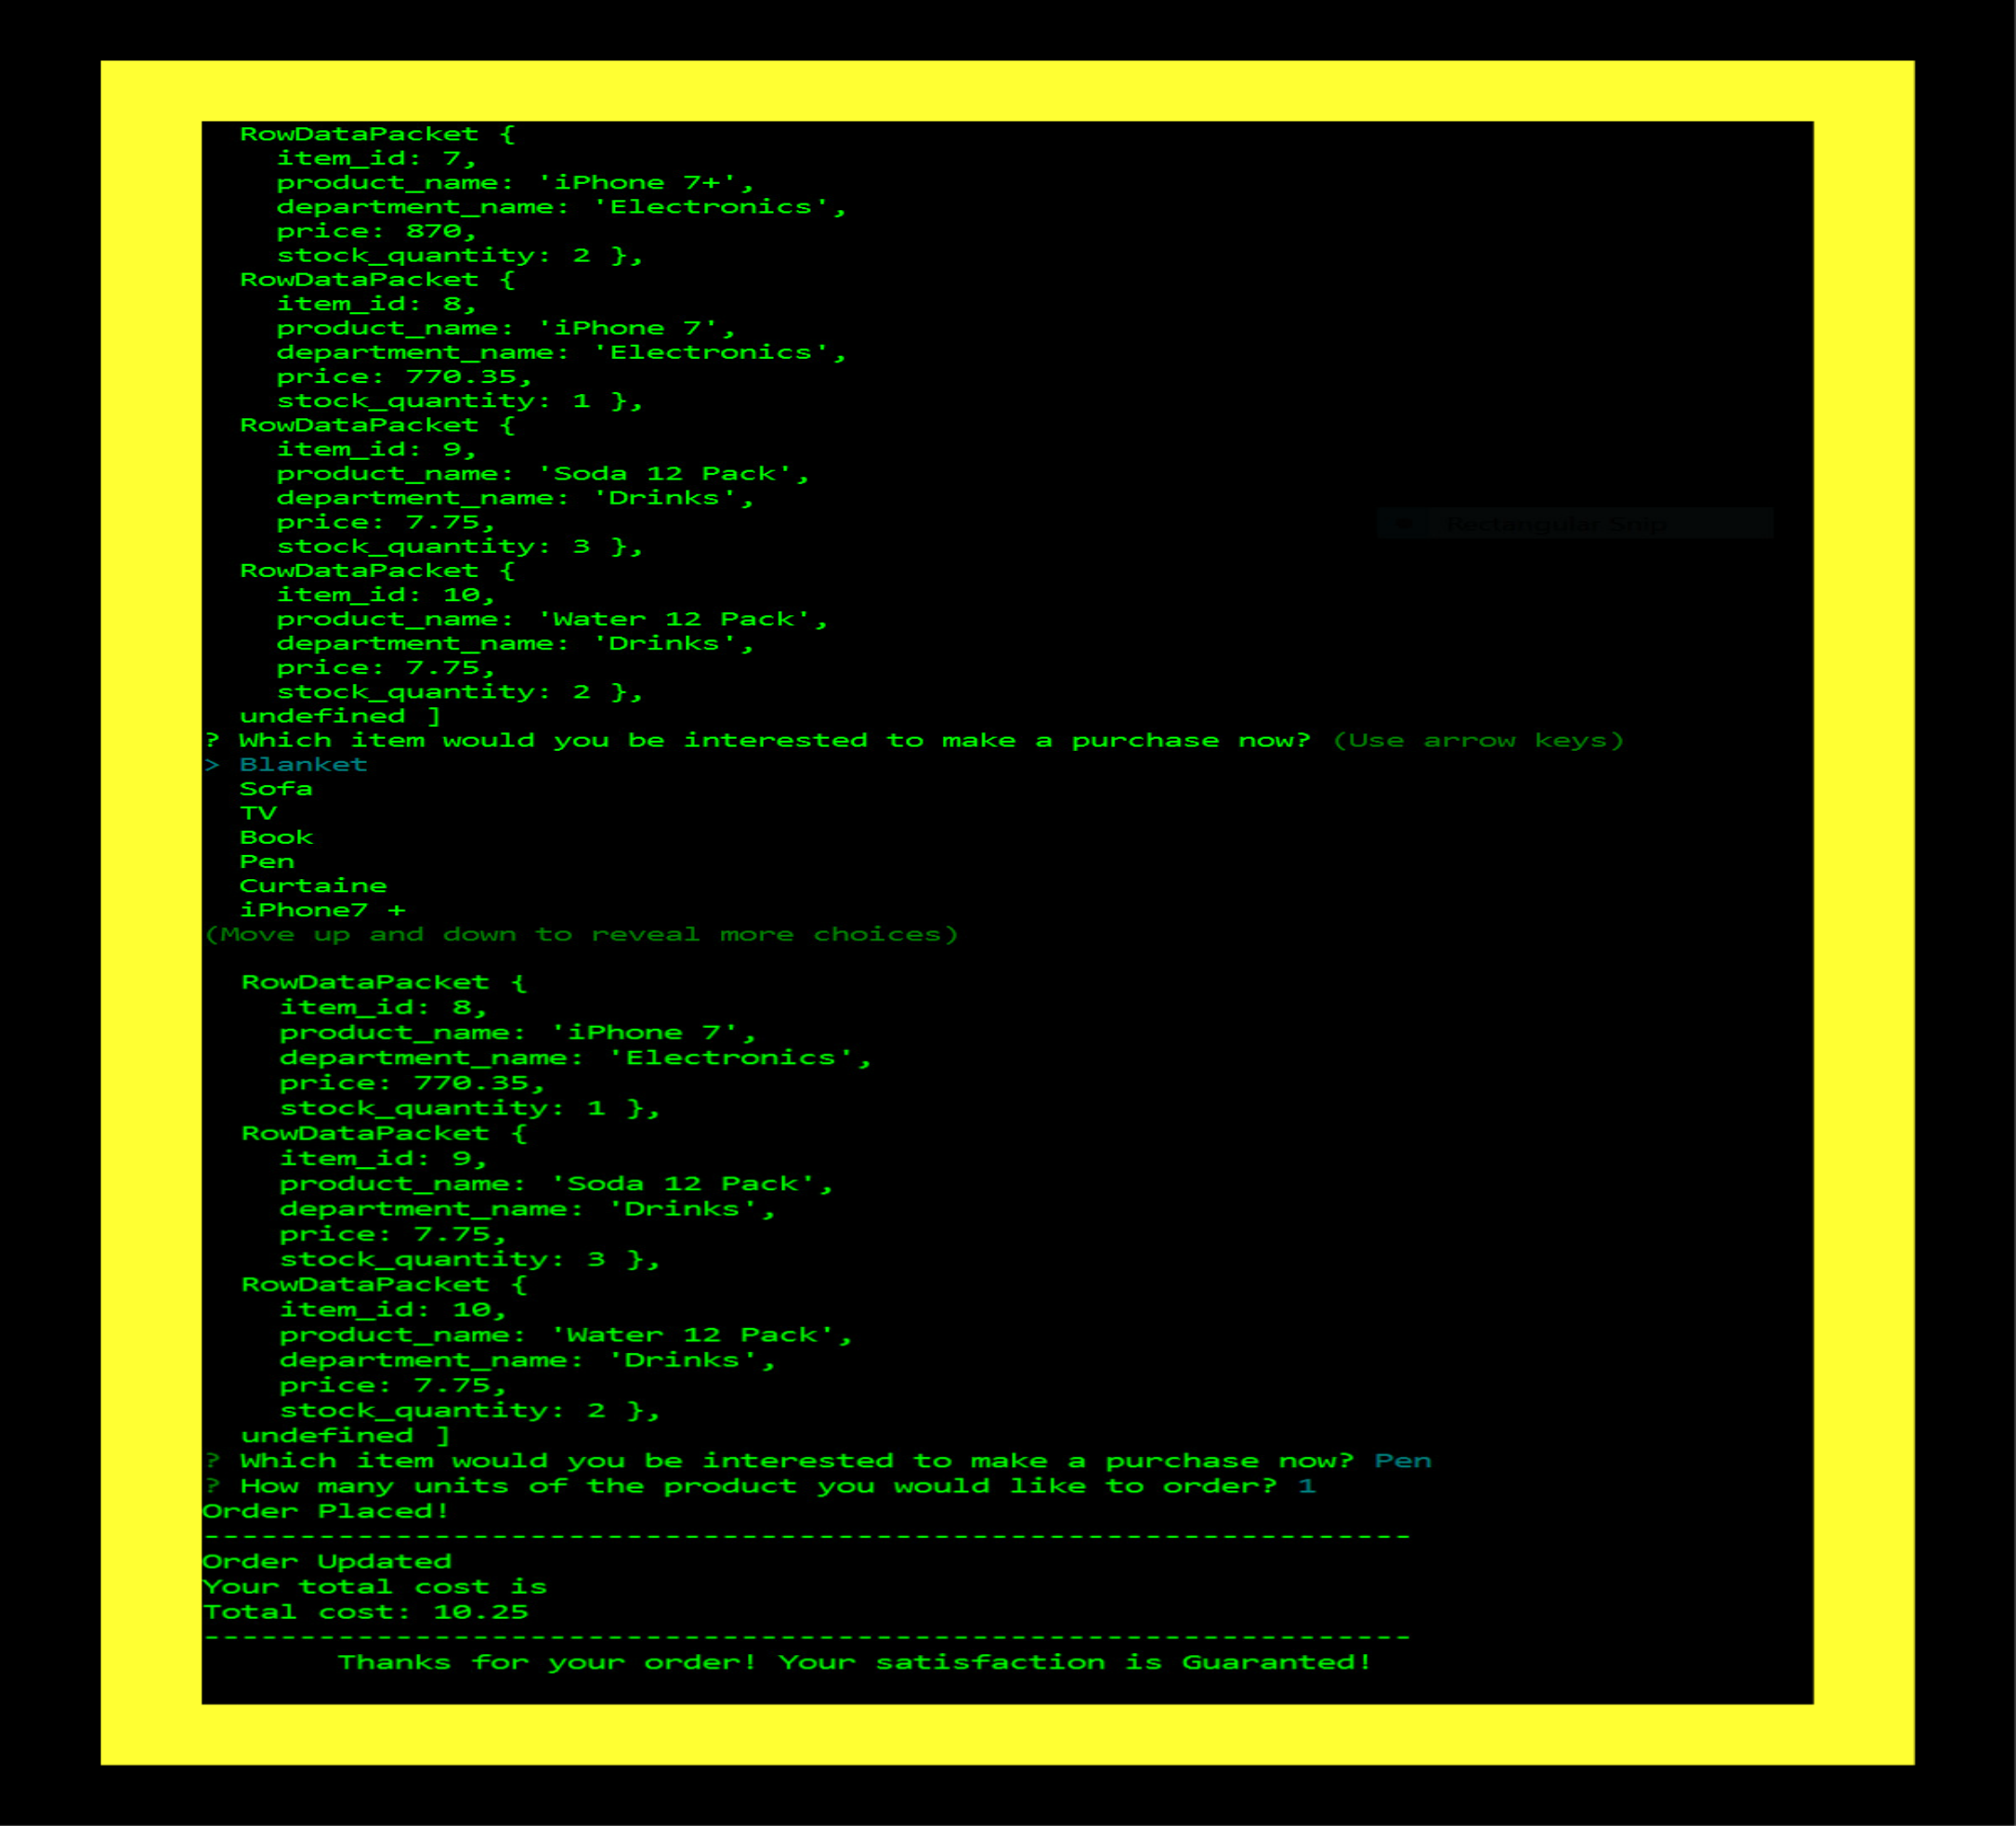 RowDataPacket {
item_id: 7,
product_name: 'iPhone 7+',
department_name: 'Electronics',
price: 870,
stock_quantity: 2 },
RowDataPacket {
item_id: 8,
product_name: 'iPhone 7',
department_name: 'Electronics',
price: 770.35,
stock_quantity: 1 },
RowDataPacket {
item_id: 9,
product_name: 'Soda 12 Pack',
department_name: 'Drinks',
price: 7.75,
Rectangular Snip
stock_quantity: 3 },
RowDataPacket {
item_id: 10,
product_name: 'Water 12 Pack',
department_name: 'Drinks',
price: 7.75,
stock_quantity: 2 },
undefined ]
? Which item would you be interested to make a purchase now? (Use arrow keys)
> Blanket
Sofa
TV
Book
Pen
Curtaine
iPhone7 +
(Move up and down to reveal more choices)
RowDataPacket {
item_id: 8,
product_name: 'iPhone 7',
department_name: 'Electronics',
price: 770.35,
stock_quantity: 1 },
RowDataPacket {
item_id: 9,
product_name: 'Soda 12 Pack',
department_name: 'Drinks',
price: 7.75,
stock_quantity: 3 },
RowDataPacket {
item_id: 10,
product_name: 'Water 12 Pack',
department_name: 'Drinks',
price: 7.75,
stock_quantity: 2 },
undefined ]
? Which item would you be interested to make a purchase now? Pen
? How many units of the product you would like to order? 1
Order Placed!
---------------------------------------------------------------
Order Updated
Your total cost is
Total cost: 10.25
---------------------------------------------------------------
Thanks for your order! Your satisfaction is Guaranted!